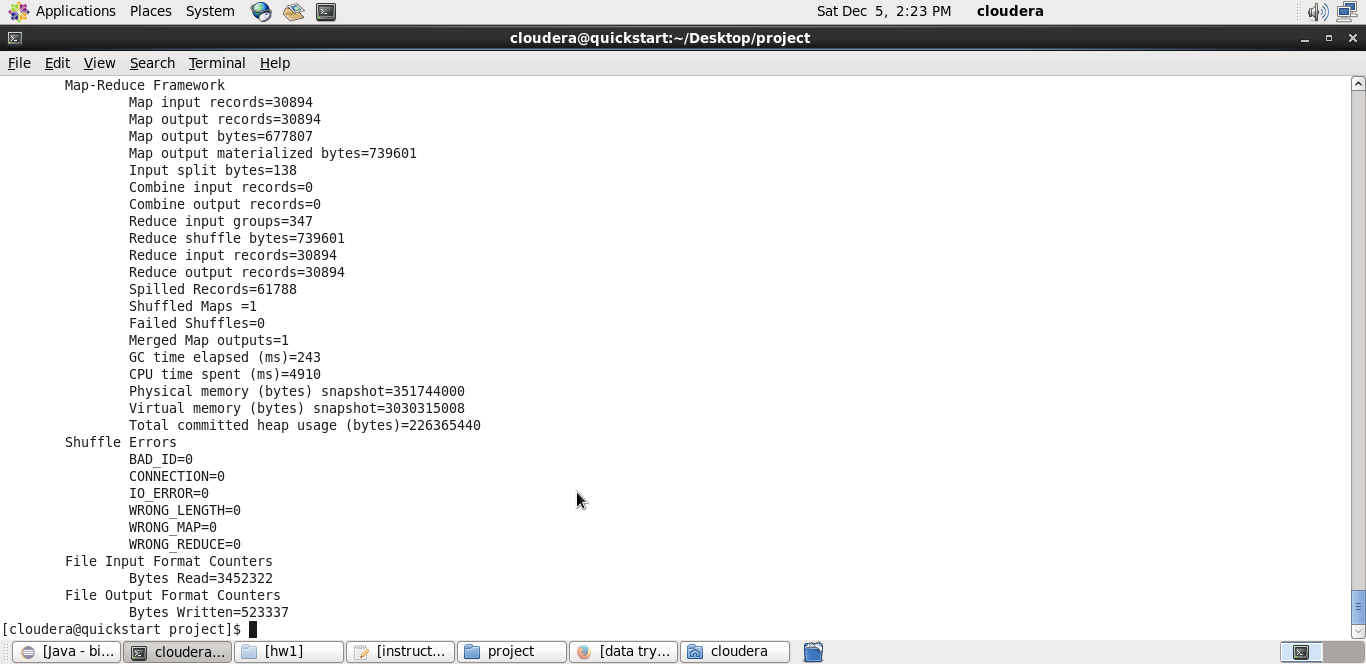 Applications Places System Sat Dec 5, 2:23 PM cloudera
cloudera@quickstart:~/Desktop/project
File Edit View Search Terminal Help
Map-Reduce Framework
Map input records=30894
Map output records=30894
Map output bytes=677807
Map output materialized bytes=739601
Input split bytes=138
Combine input records=0
Combine output records=0
Reduce input groups=347
Reduce shuffle bytes=739601
Reduce input records=30894
Reduce output records=30894
Spilled Records=61788
Shuffled Maps =1
Failed Shuffles=0
Merged Map outputs=1
GC time elapsed (ms)=243
CPU time spent (ms)=4910
Physical memory (bytes) snapshot=351744000
Virtual memory (bytes) snapshot=3030315008
Total committed heap usage (bytes)=226365440
Shuffle Errors
BAD_ID=0
CONNECTION=0
IO_ERROR=0
WRONG_LENGTH=0
WRONG_MAP=0
WRONG_REDUCE=0
File Input Format Counters
Bytes Read=3452322
File Output Format Counters
Bytes Written=523337
[cloudera@quickstart project]$
[Java - bi... cloudera... [hw1] [instruct... project [data try... cloudera